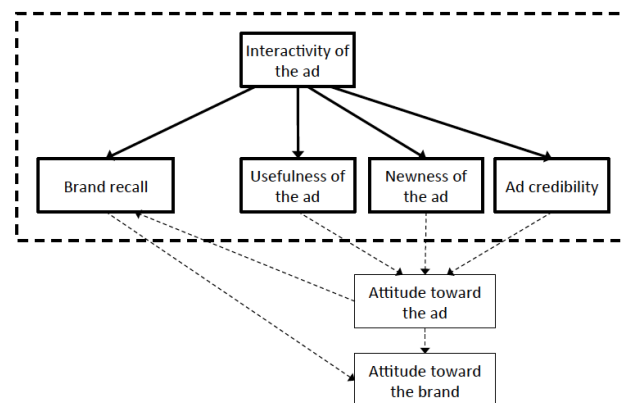 Interactivity of
the ad
Brand recall
Usefulness of
the ad
Newness of
the ad
Ad credibility
Attitude toward
the ad
Attitude toward
the brand